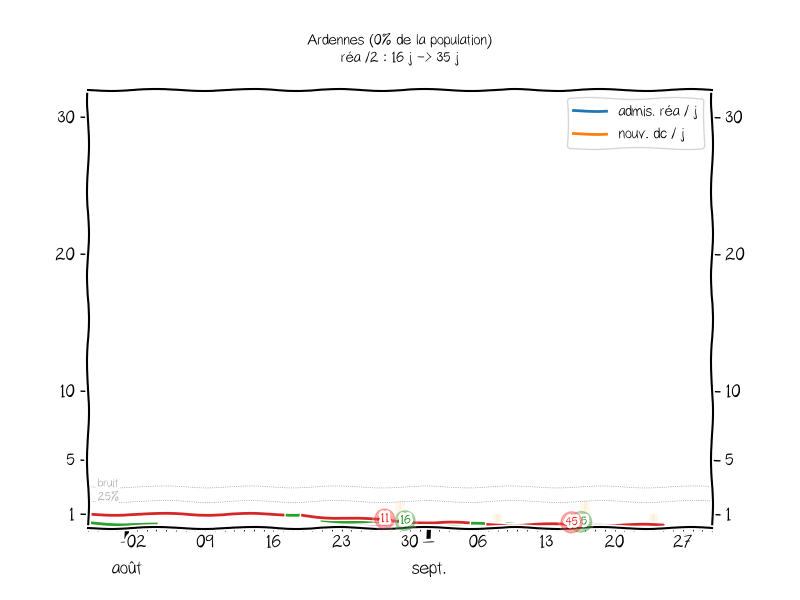 Ardennes (0% de la population)
réa /2 : 16 j -> 35 j
admis. réa / j
nouv. dc / j
30
30
20
20
10
10
5
5
bruit
25%
1
1
11
16
45
5
02 09 16 23 30 06 13 20 27
août sept.